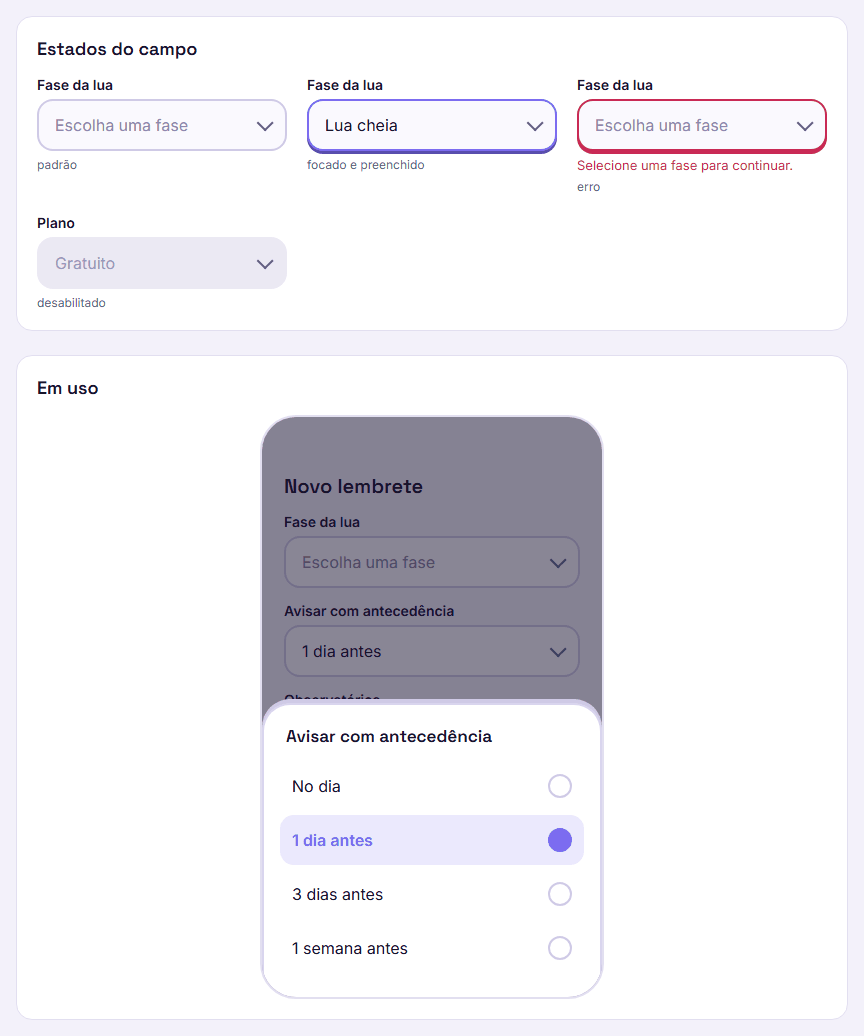 Estados do campo
Fase da lua
Escolha uma fase
padrão
Fase da lua
Lua cheia
focado e preenchido
Fase da lua
Escolha uma fase
Selecione uma fase para continuar.
erro
Plano
Gratuito
desabilitado
Em uso
Novo lembrete
Fase da lua
Escolha uma fase
Avisar com antecedência
1 dia antes
Observatório
Avisar com antecedência
No dia
1 dia antes
3 dias antes
1 semana antes